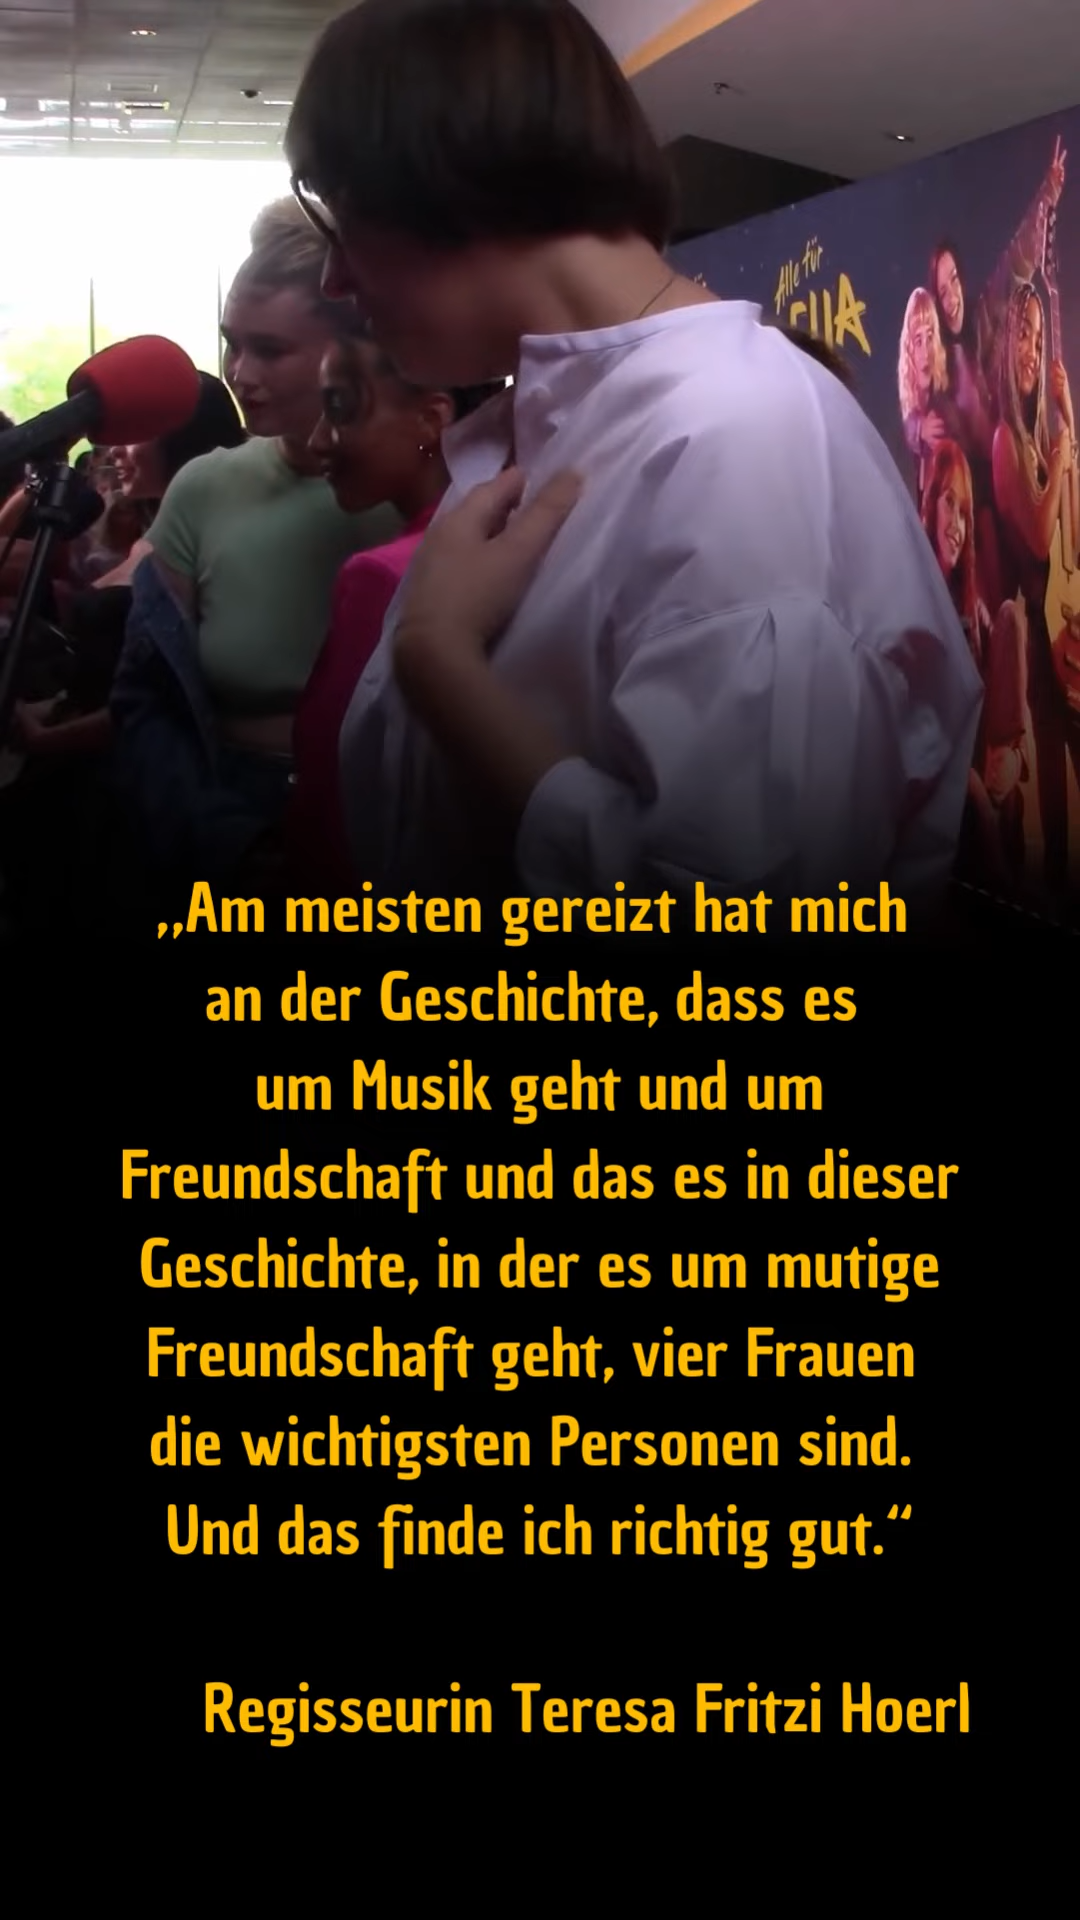 Alle für
„Am meisten gereizt hat mich
an der Geschichte, dass es
um Musik geht und um
Freundschaft und das es in dieser
Geschichte, in der es um mutige
Freundschaft geht, vier Frauen
die wichtigsten Personen sind.
Und das finde ich richtig gut.“
Regisseurin Teresa Fritzi Hoerl